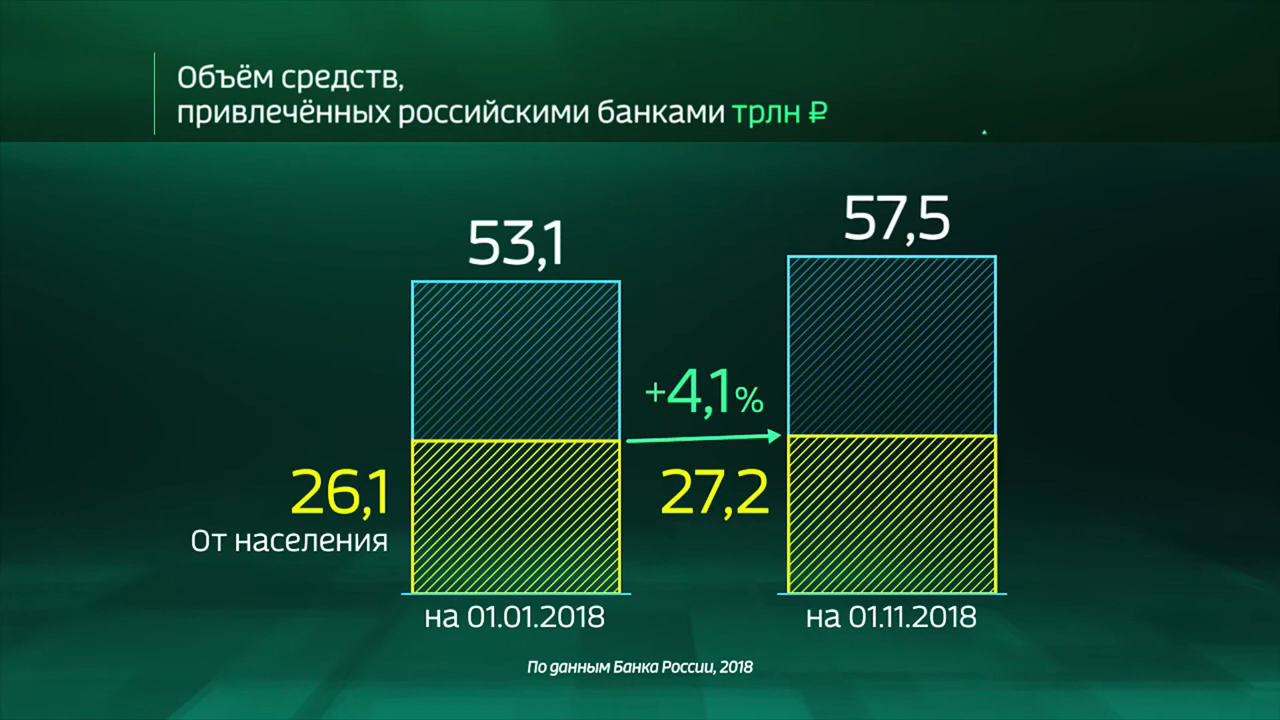 Объём средств,
привлечённых российскими банками трлн ₽
53,1
57,5
+4,1%
26,1
27,2
От населения
на 01.01.2018
на 01.11.2018
По данным Банка России, 2018